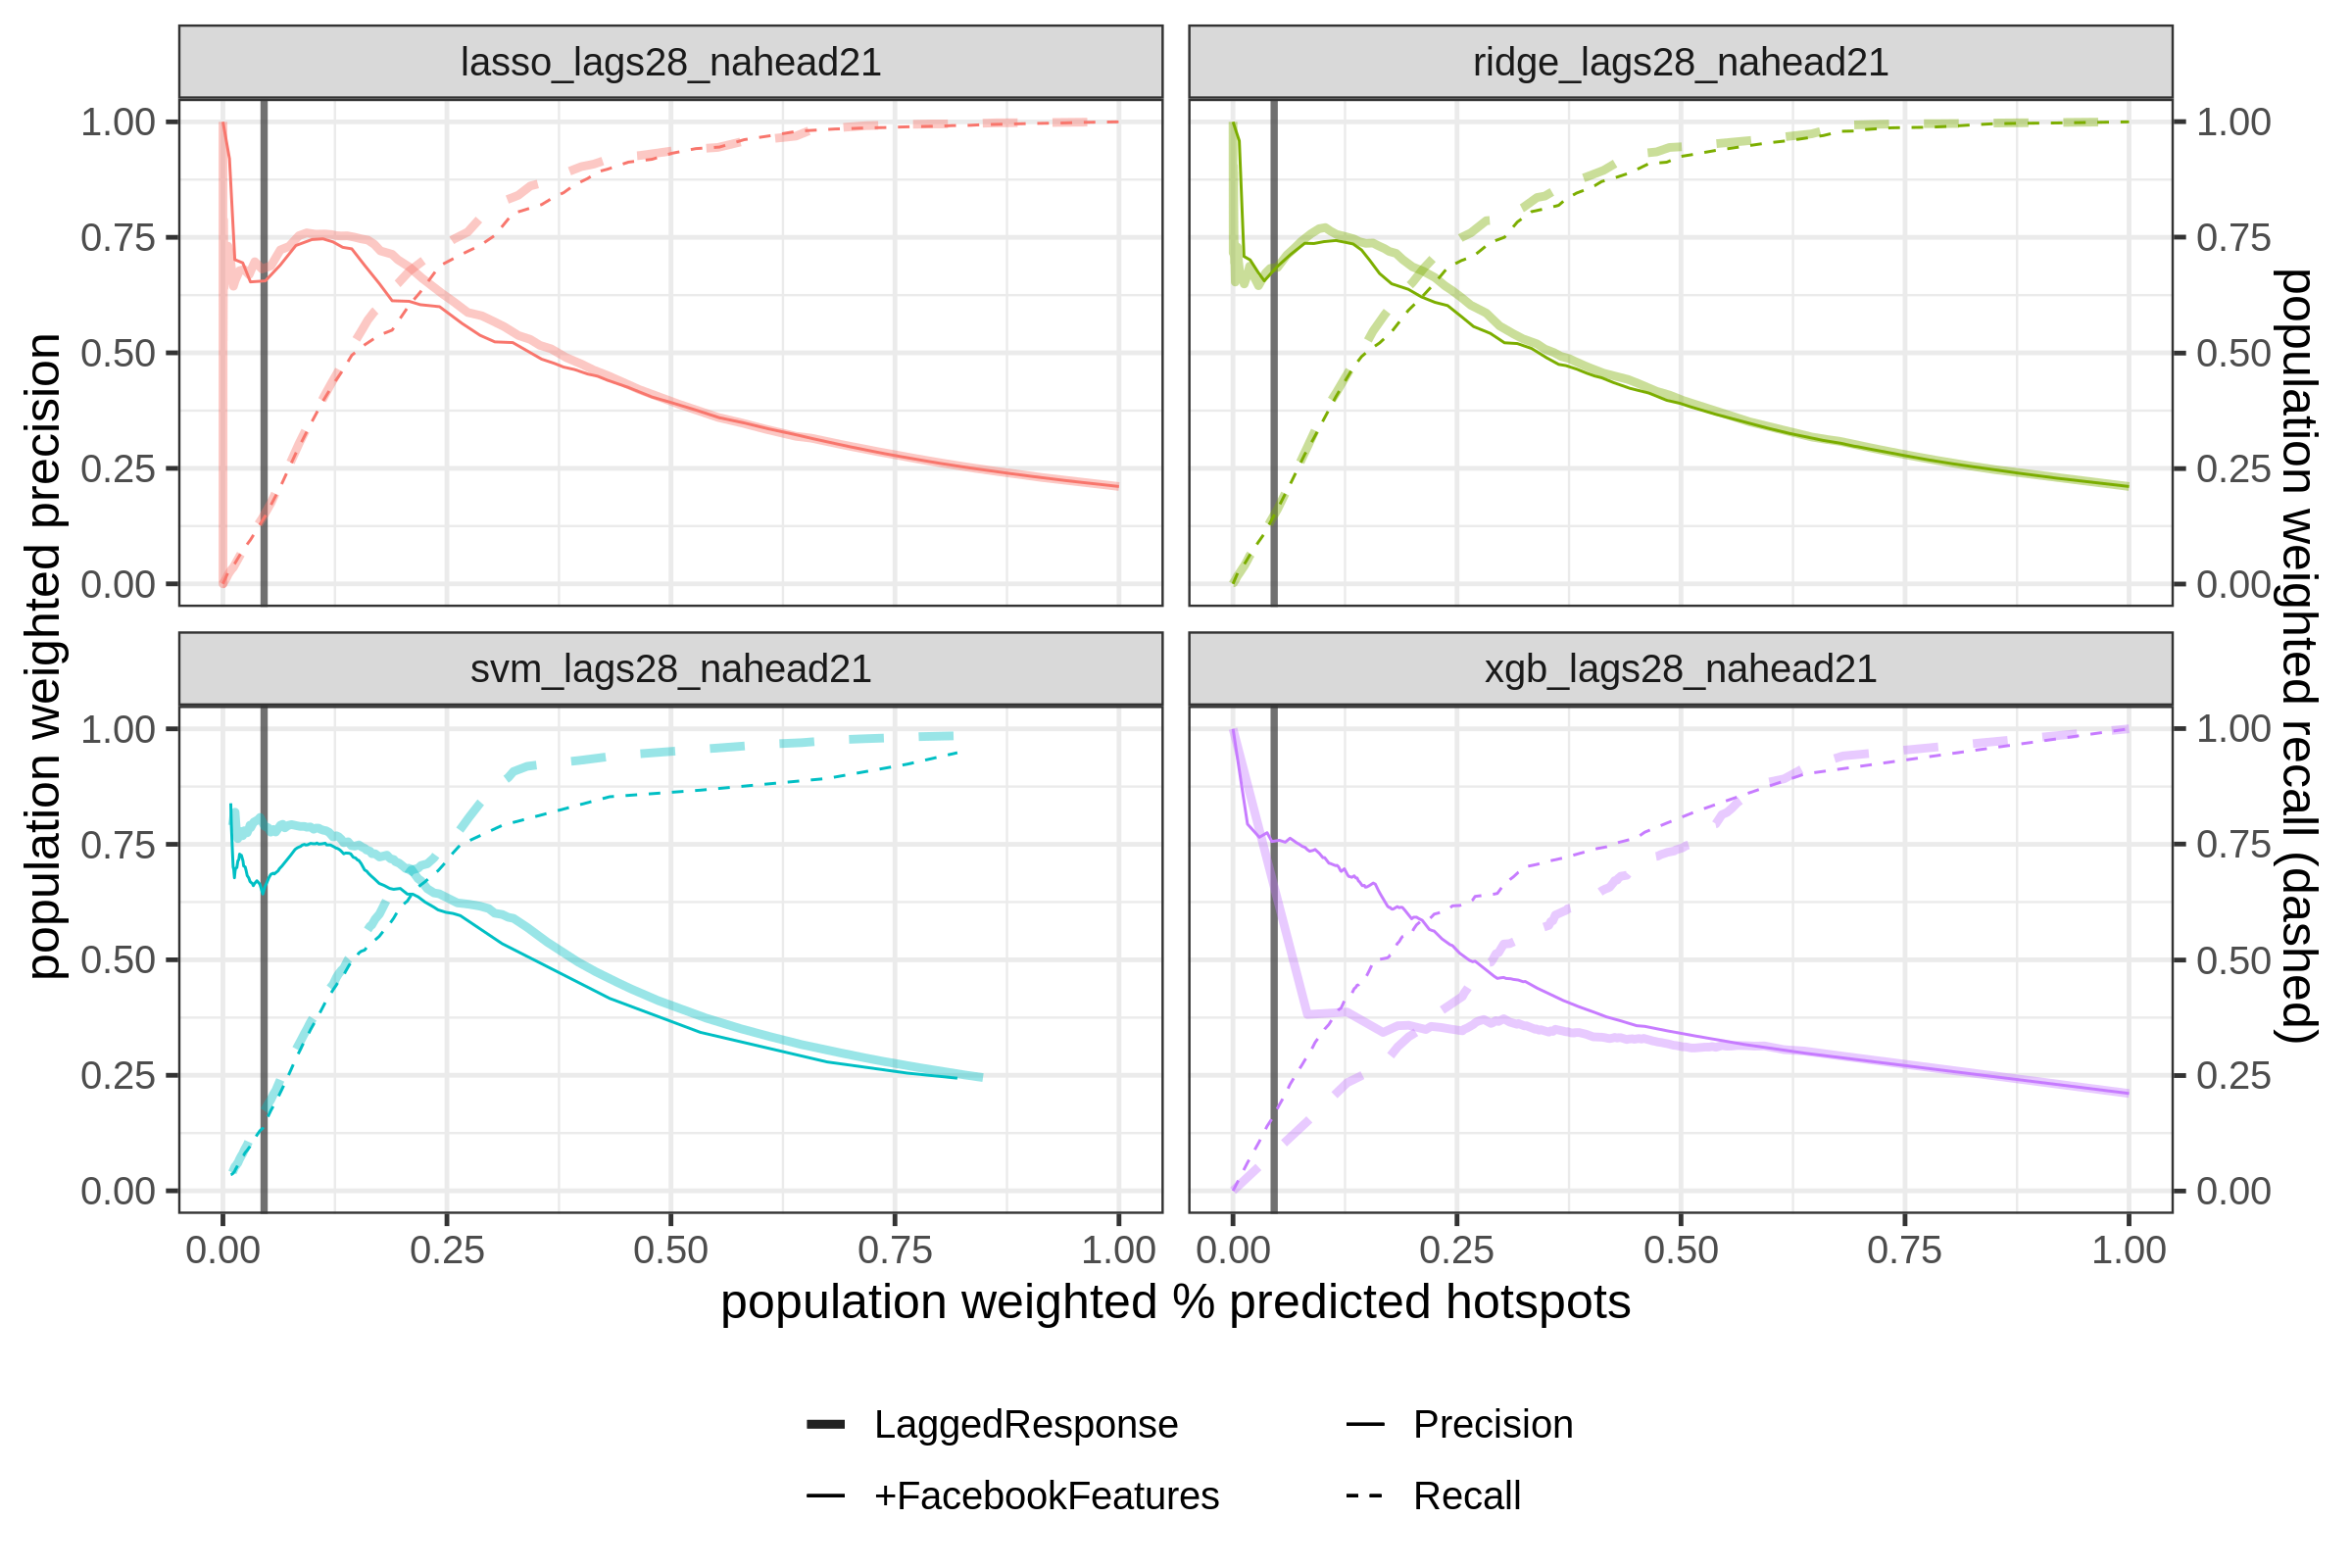 lasso_lags28_nahead21
ridge_lags28_nahead21
1.00
0.75
0.50
0.25
0.00
1.00
0.75
0.50
0.25
0.00
svm_lags28_nahead21
xgb_lags28_nahead21
1.00
0.75
0.50
0.25
0.00
1.00
0.75
0.50
0.25
0.00
population weighted precision
population weighted recall (dashed)
0.00 0.25 0.50 0.75 1.00
0.00 0.25 0.50 0.75 1.00
population weighted % predicted hotspots
LaggedResponse
+FacebookFeatures
Precision
Recall